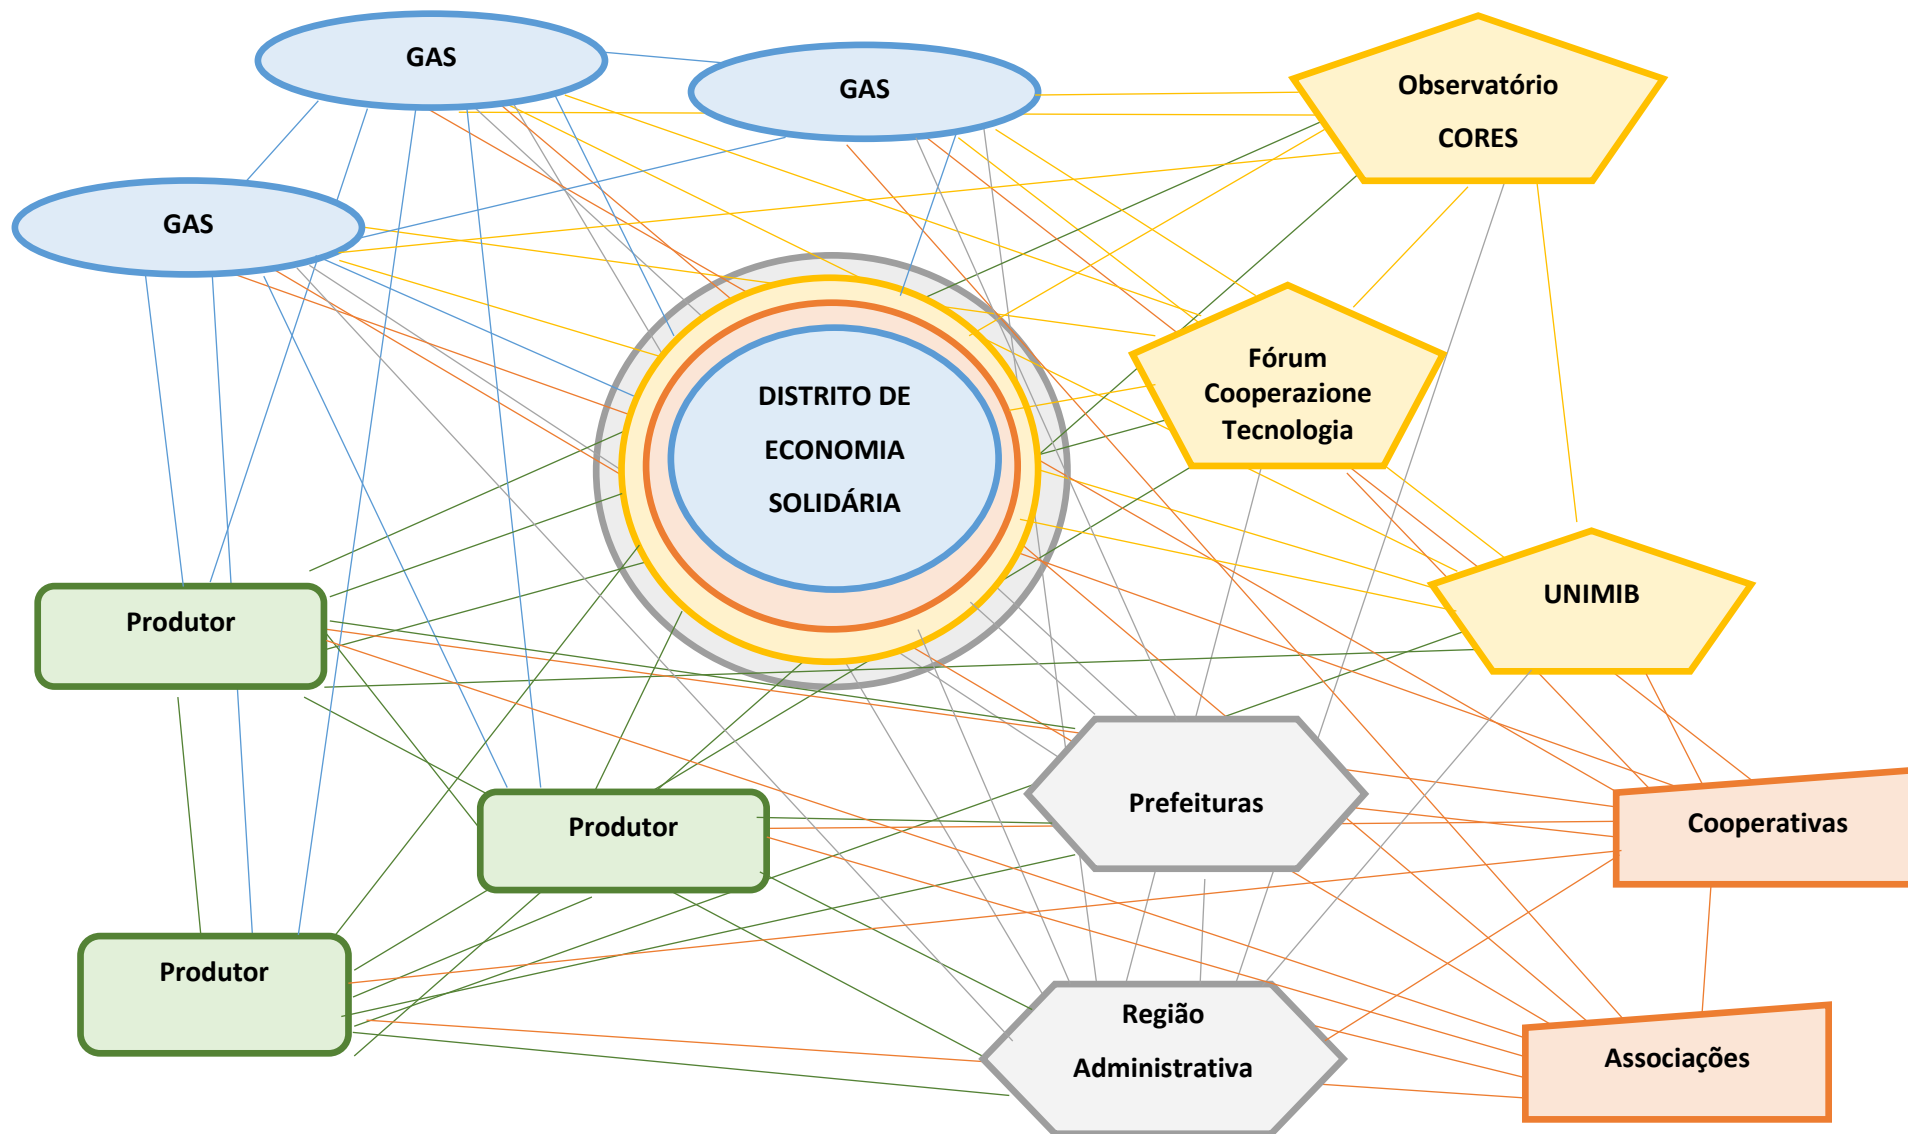 GAS
GAS
GAS
Observatório
CORES
DISTRITO DE
ECONOMIA
SOLIDÁRIA
Fórum
Cooperazione
Tecnologia
UNIMIB
Produtor
Produtor
Produtor
Prefeituras
Cooperativas
Região
Administrativa
Associações